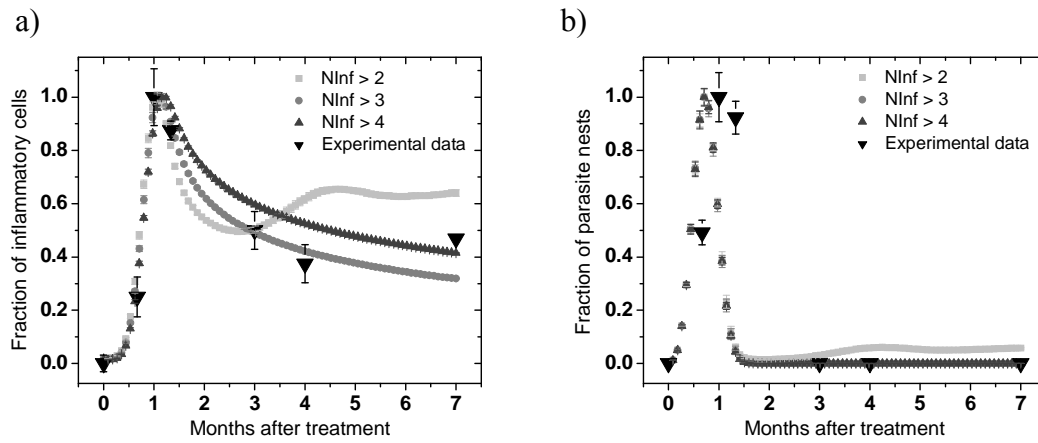 a)
Fraction of inflammatory cells
1.0
0.8
0.6
0.4
0.2
0.0
NInf > 2
NInf > 3
NInf > 4
Experimental data
0 1 2 3 4 5 6 7
Months after treatment
b)
Fraction of parasite nests
1.0
0.8
0.6
0.4
0.2
0.0
NInf > 2
NInf > 3
NInf > 4
Experimental data
0 1 2 3 4 5 6 7
Months after treatment